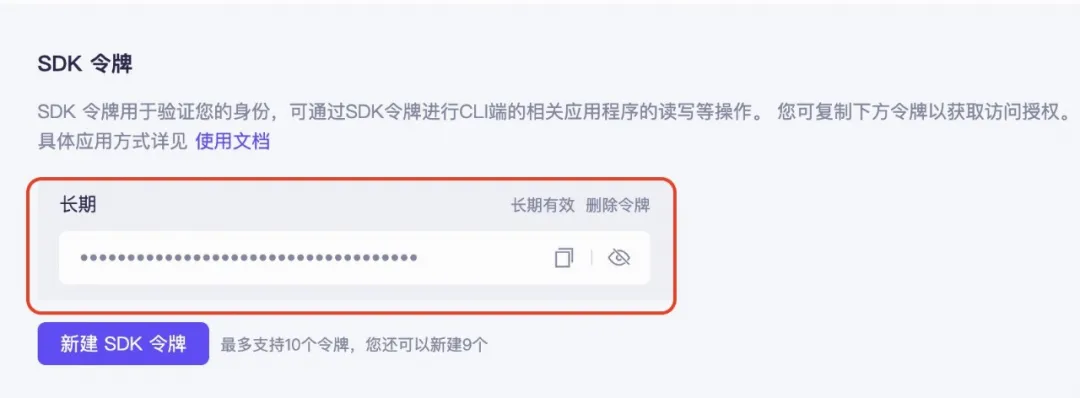 SDK 令牌
SDK 令牌用于验证您的身份，可通过SDK令牌进行CLI端的相关应用程序的读写等操作。 您可复制下方令牌以获取访问授权。
具体应用方式详见 使用文档
长期 长期有效 删除令牌
••••••••••••••••••••••••••••••••••••
新建 SDK 令牌 最多支持10个令牌，您还可以新建9个